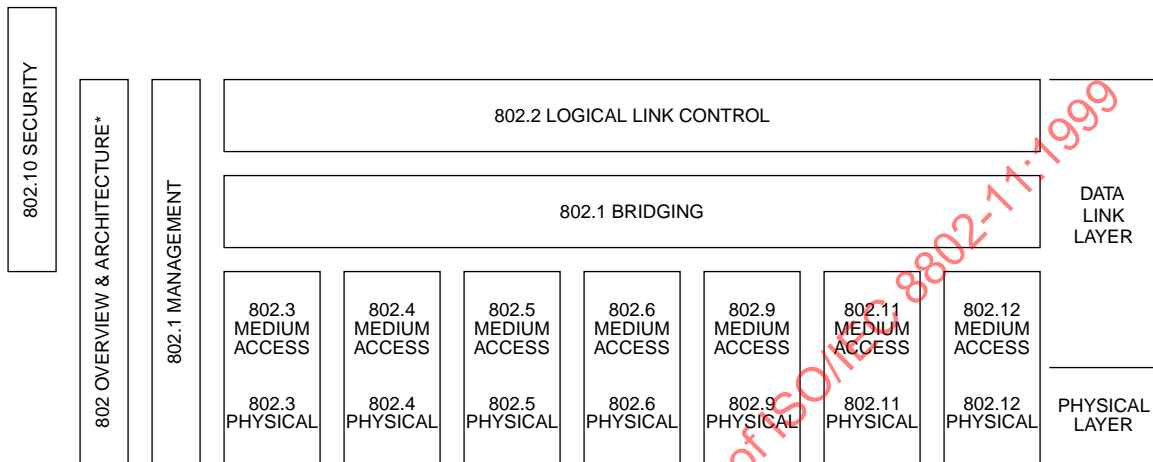 802.10 SECURITY
802 OVERVIEW & ARCHITECTURE*
802.1 MANAGEMENT
802.2 LOGICAL LINK CONTROL
802.1 BRIDGING
DATA
LINK
LAYER
802.3
MEDIUM
ACCESS
802.3
PHYSICAL
802.4
MEDIUM
ACCESS
802.4
PHYSICAL
802.5
MEDIUM
ACCESS
802.5
PHYSICAL
802.6
MEDIUM
ACCESS
802.6
PHYSICAL
802.9
MEDIUM
ACCESS
802.9
PHYSICAL
802.11
MEDIUM
ACCESS
802.11
PHYSICAL
802.12
MEDIUM
ACCESS
802.12
PHYSICAL
PHYSICAL
LAYER
of ISO/IEC 8802-11:1999